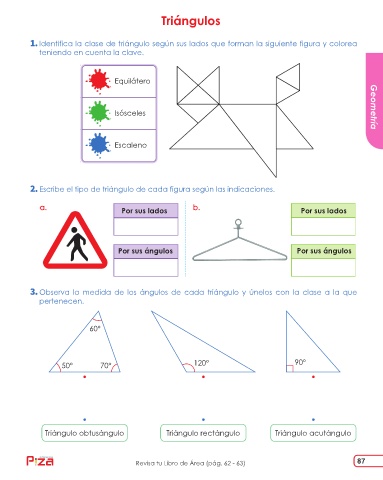 Triángulos
1. Identifica la clase de triángulo según sus lados que forman la siguiente figura y colorea
teniendo en cuenta la clave.
Equilátero
Isósceles
Escaleno
Geometría
2. Escribe el tipo de triángulo de cada figura según las indicaciones.
a.
Por sus lados
b.
Por sus lados
Por sus ángulos
Por sus ángulos
3. Observa la medida de los ángulos de cada triángulo y únelos con la clase a la que
pertenecen.
60°
50°
70°
120°
90°
Triángulo obtusángulo
Triángulo rectángulo
Triángulo acutángulo
Piza
Revisa tu Libro de Área (pág. 62 - 63)
87